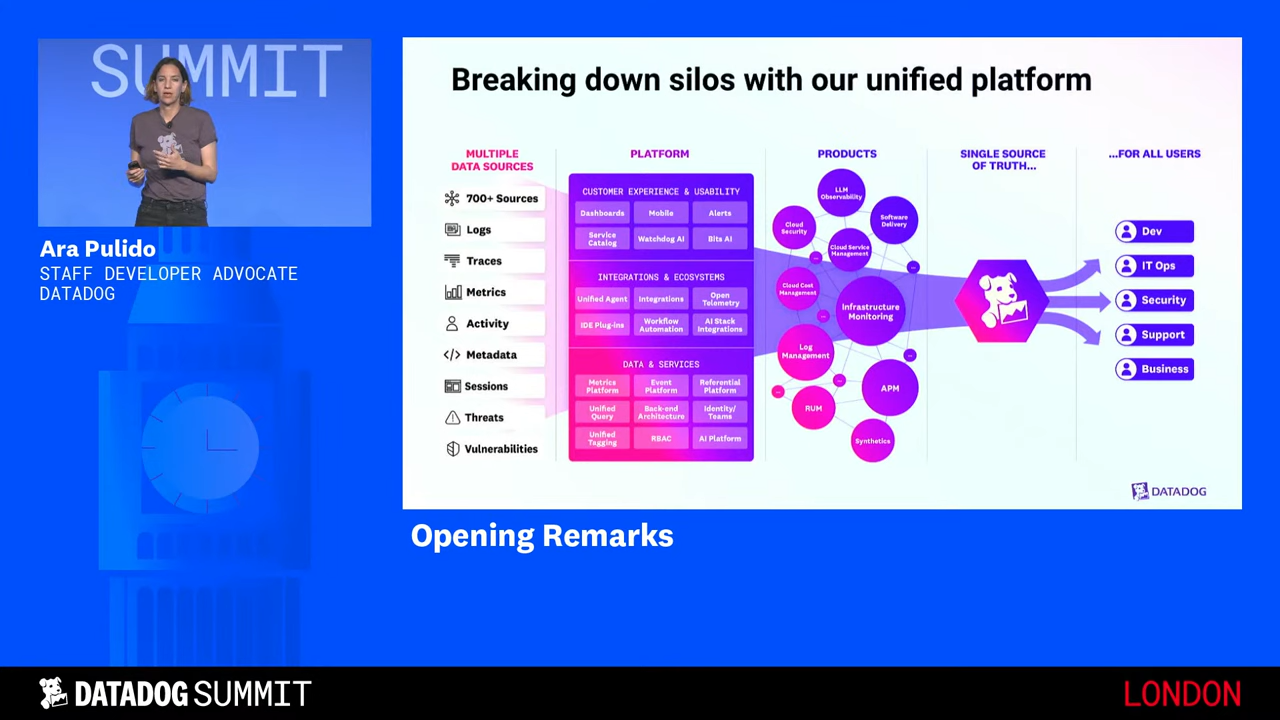 SUMMIT
Ara Pulido
STAFF DEVELOPER ADVOCATE
DATADOG
Breaking down silos with our unified platform
MULTIPLE
DATA SOURCES
700+ Sources
Logs
Traces
Metrics
Activity
Metadata
Sessions
Threats
Vulnerabilities
PLATFORM
CUSTOMER EXPERIENCE & USABILITY
Dashboards
Mobile
Alerts
Service
Catalog
Watchdog AI
Bits AI
INTEGRATIONS & ECOSYSTEMS
Unified Agent
Integrations
Open
Telemetry
IDE Plug-ins
Workflow
Automation
AI Stack
Integrations
DATA & SERVICES
Metrics
Platform
Event
Platform
Referential
Platform
Unified
Query
Back-end
Architecture
Identity/
Teams
Unified
Tagging
RBAC
AI Platform
PRODUCTS
LLM
Observability
Software
Delivery
Cloud
Security
Cloud Service
Management
...
...
Cloud Cost
Management
Infrastructure
Monitoring
...
Log
Management
...
...
APM
...
RUM
Synthetics
SINGLE SOURCE
OF TRUTH...
...FOR ALL USERS
Dev
IT Ops
Security
Support
Business
DATADOG
Opening Remarks
DATADOG SUMMIT
LONDON